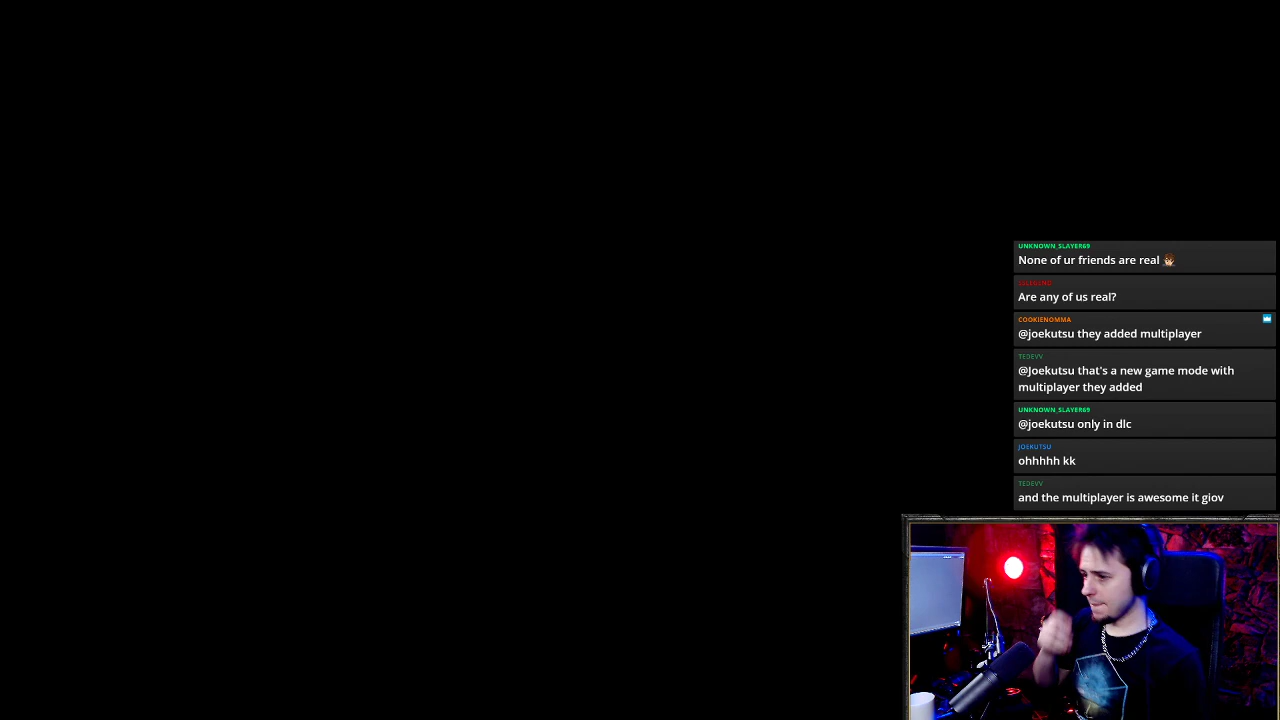 UNKNOWN_SLAYER69
None of ur friends are real
Are any of us real?
COOKIENOMMA
@joekutsu they added multiplayer
TEDEVV
@Joekutsu that's a new game mode with
multiplayer they added
UNKNOWN_SLAYER69
@joekutsu only in dlc
JOEKUTSU
ohhhhh kk
TEDEVV
and the multiplayer is awesome it giov